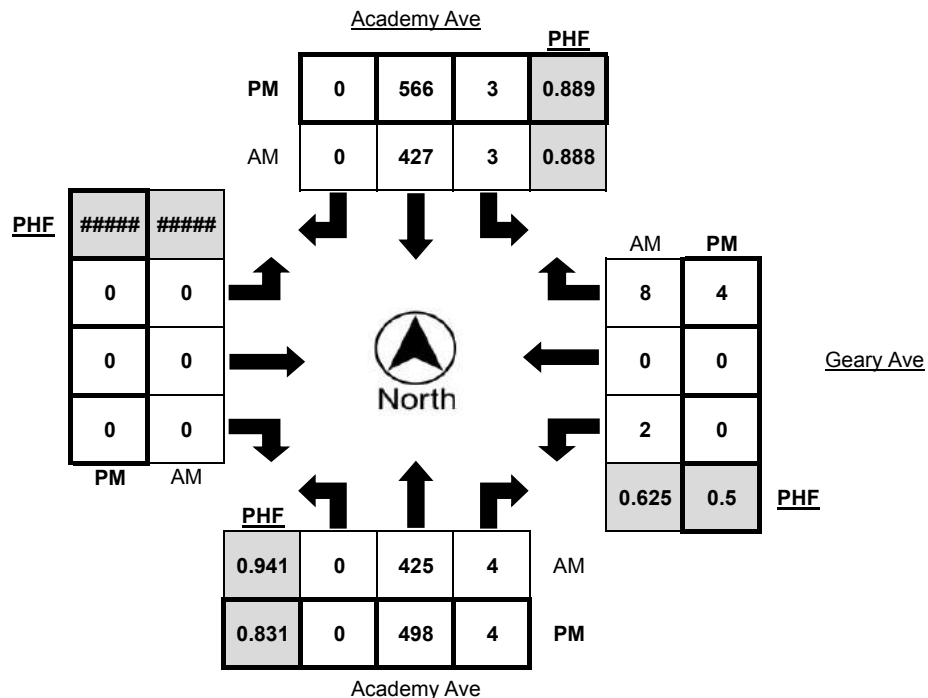 Academy Ave
PHF
PM 0 566 3 0.889
AM 0 427 3 0.888
PHF ##### ##### 
AM PM
0 0
8 4
0 0
North
0 0
Geary Ave
0 0
2 0
PM AM
0.625 0.5 PHF
PHF
0.941 0 425 4 AM
0.831 0 498 4 PM
Academy Ave